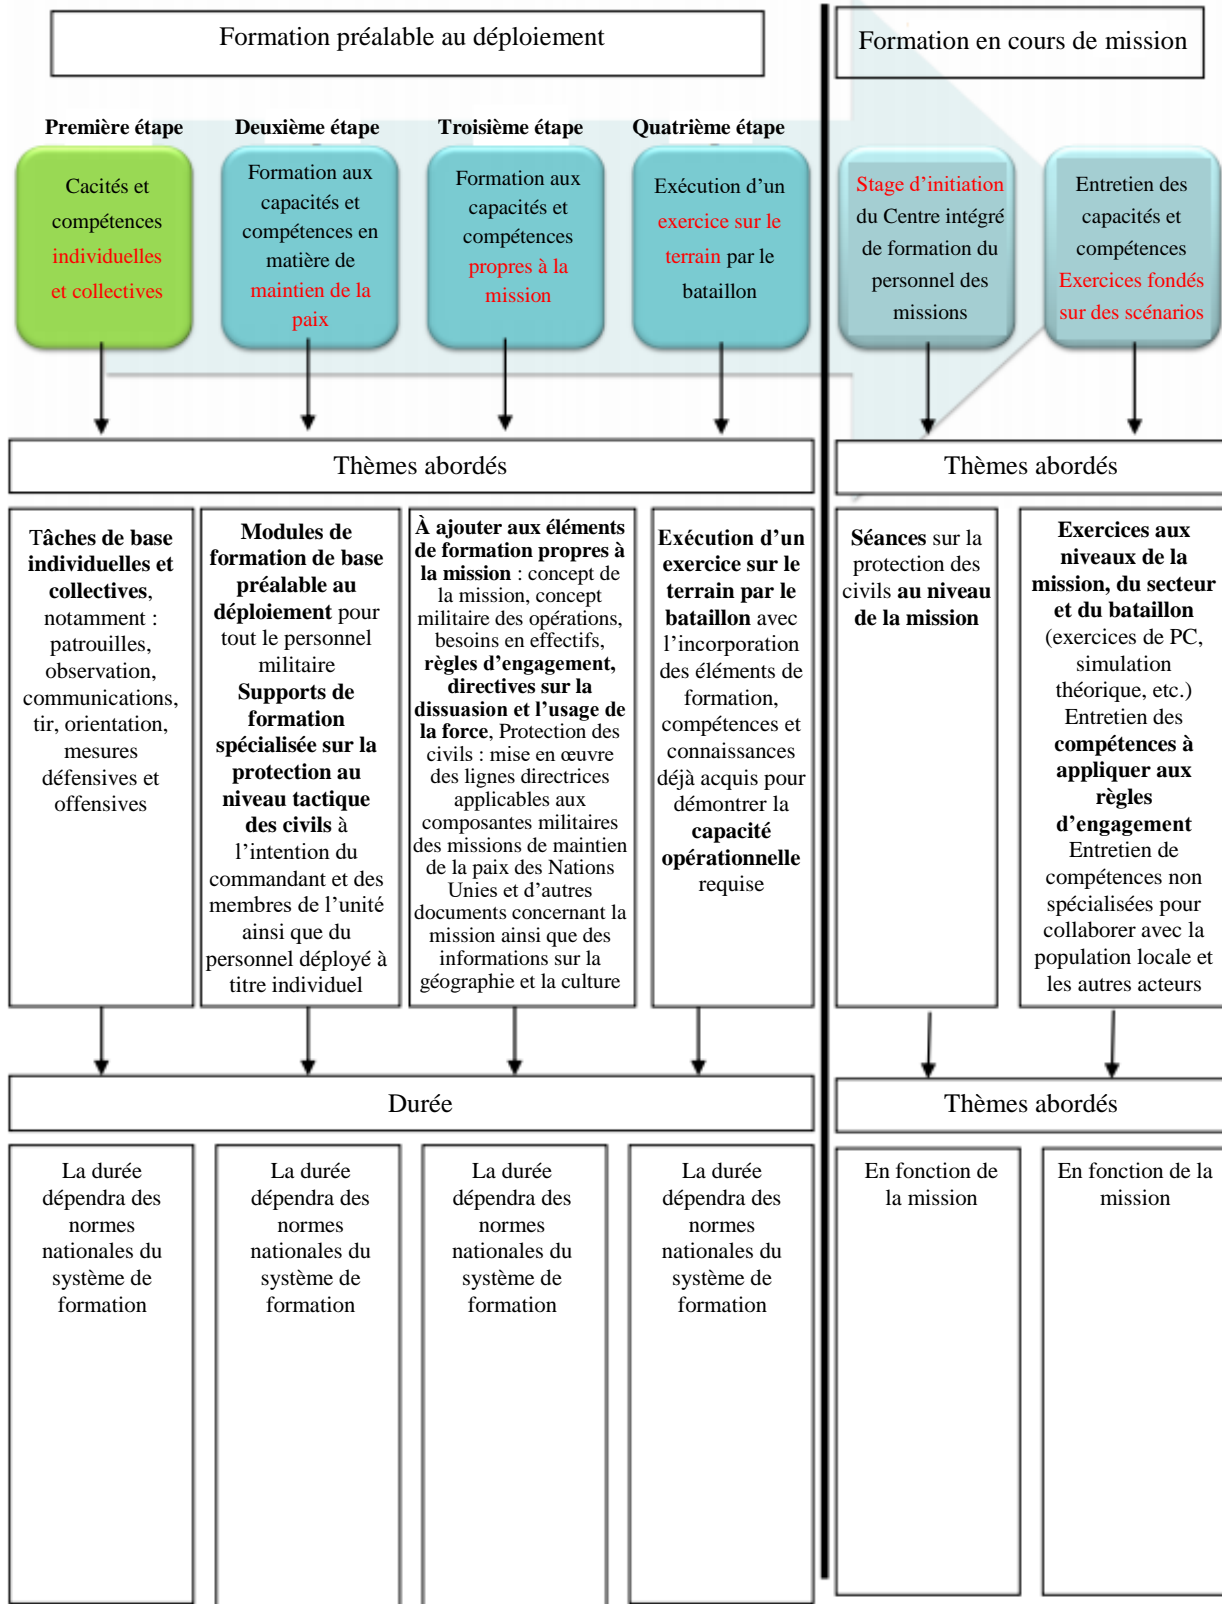 Formation préalable au déploiement
Formation en cours de mission
Première étape
Deuxième étape
Troisième étape
Quatrième étape
Cacités et
compétences
individuelles
et collectives
Formation aux
capacités et
compétences en
matière de
maintien de la
paix
Formation aux
capacités et
compétences
propres à la
mission
Exécution d’un
exercice sur le
terrain par le
bataillon
Stage d’initiation
du Centre intégré
de formation du
personnel des
missions
Entretien des
capacités et
compétences
Exercices fondés
sur des scénarios
Thèmes abordés
Thèmes abordés
Tâches de base
individuelles et
collectives,
notamment :
patrouilles,
observation,
communications,
tir, orientation,
mesures
défensives et
offensives
Modules de
formation de base
préalable au
déploiement pour
tout le personnel
militaire
Supports de
formation
spécialisée sur la
protection au
niveau tactique
des civils à
l’intention du
commandant et des
membres de l’unité
ainsi que du
personnel déployé à
titre individuel
À ajouter aux éléments
de formation propres à
la mission : concept de
la mission, concept
militaire des opérations,
besoins en effectifs,
règles d’engagement,
directives sur la
dissuasion et l’usage de
la force, Protection des
civils : mise en œuvre
des lignes directrices
applicables aux
composantes militaires
des missions de maintien
de la paix des Nations
Unies et d’autres
documents concernant la
mission ainsi que des
informations sur la
géographie et la culture
Exécution d’un
exercice sur le
terrain par le
bataillon avec
l’incorporation
des éléments de
formation,
compétences et
connaissances
déjà acquis pour
démontrer la
capacité
opérationnelle
requise
Séances sur la
protection des
civils au niveau
de la mission
Exercices aux
niveaux de la
mission, du secteur
et du bataillon
(exercices de PC,
simulation
théorique, etc.)
Entretien des
compétences à
appliquer aux
règles
d’engagement
Entretien de
compétences non
spécialisées pour
collaborer avec la
population locale et
les autres acteurs
Durée
Thèmes abordés
La durée
dépendra des
normes
nationales du
système de
formation
La durée
dépendra des
normes
nationales du
système de
formation
La durée
dépendra des
normes
nationales du
système de
formation
La durée
dépendra des
normes
nationales du
système de
formation
En fonction de
la mission
En fonction de la
mission